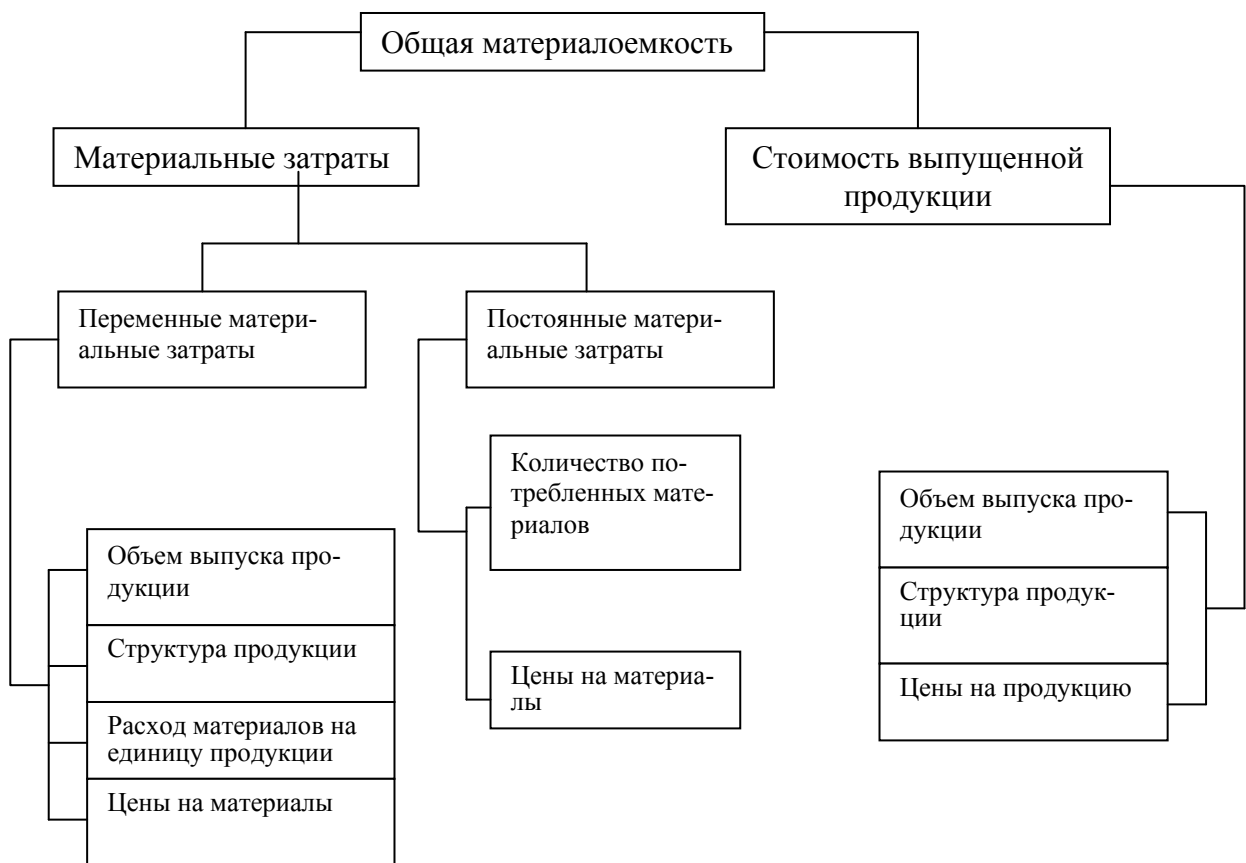 Общая материалоемкость
Материальные затраты
Стоимость выпущенной
продукции
Переменные матери-
альные затраты
Постоянные матери-
альные затраты
Количество по-
требленных мате-
риалов
Цены на материа-
лы
Объем выпуска про-
дукции
Структура продукции
Расход материалов на
единицу продукции
Цены на материалы
Объем выпуска про-
дукции
Структура продук-
ции
Цены на продукцию